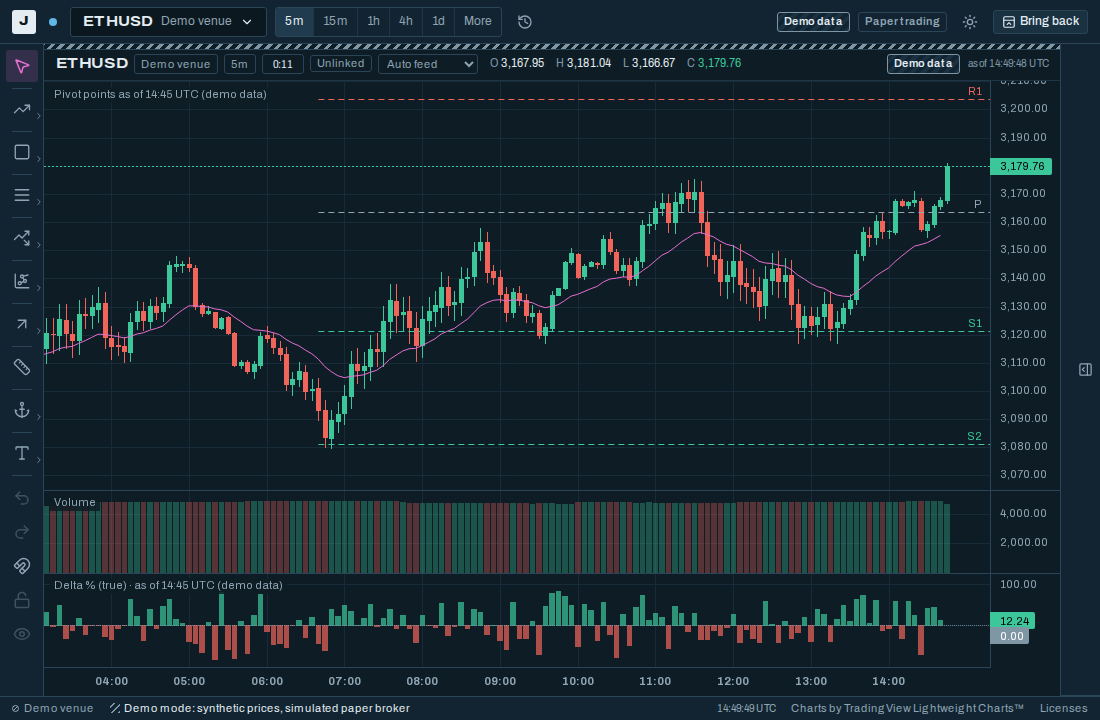 J ETHUSD Demo venue 5m 15m 1h 4h 1d More Demo data Paper trading Bring back
ETHUSD Demo venue 5m 0:11 Unlinked Auto feed O 3,167.95 H 3,181.04 L 3,166.67 C 3,179.76 Demo data as of 14:49:48 UTC
Pivot points as of 14:45 UTC (demo data)
R1
3,210.00
3,200.00
3,190.00
3,179.76
3,170.00
P
3,160.00
3,150.00
3,140.00
3,130.00
S1
3,120.00
3,110.00
3,100.00
3,090.00
S2
3,080.00
3,070.00
Volume
4,000.00
2,000.00
Delta % (true) · as of 14:45 UTC (demo data)
100.00
12.24
0.00
T
04:00 05:00 06:00 07:00 08:00 09:00 10:00 11:00 12:00 13:00 14:00
Demo venue Demo mode: synthetic prices, simulated paper broker 14:49:49 UTC Charts by TradingView Lightweight Charts™ Licenses